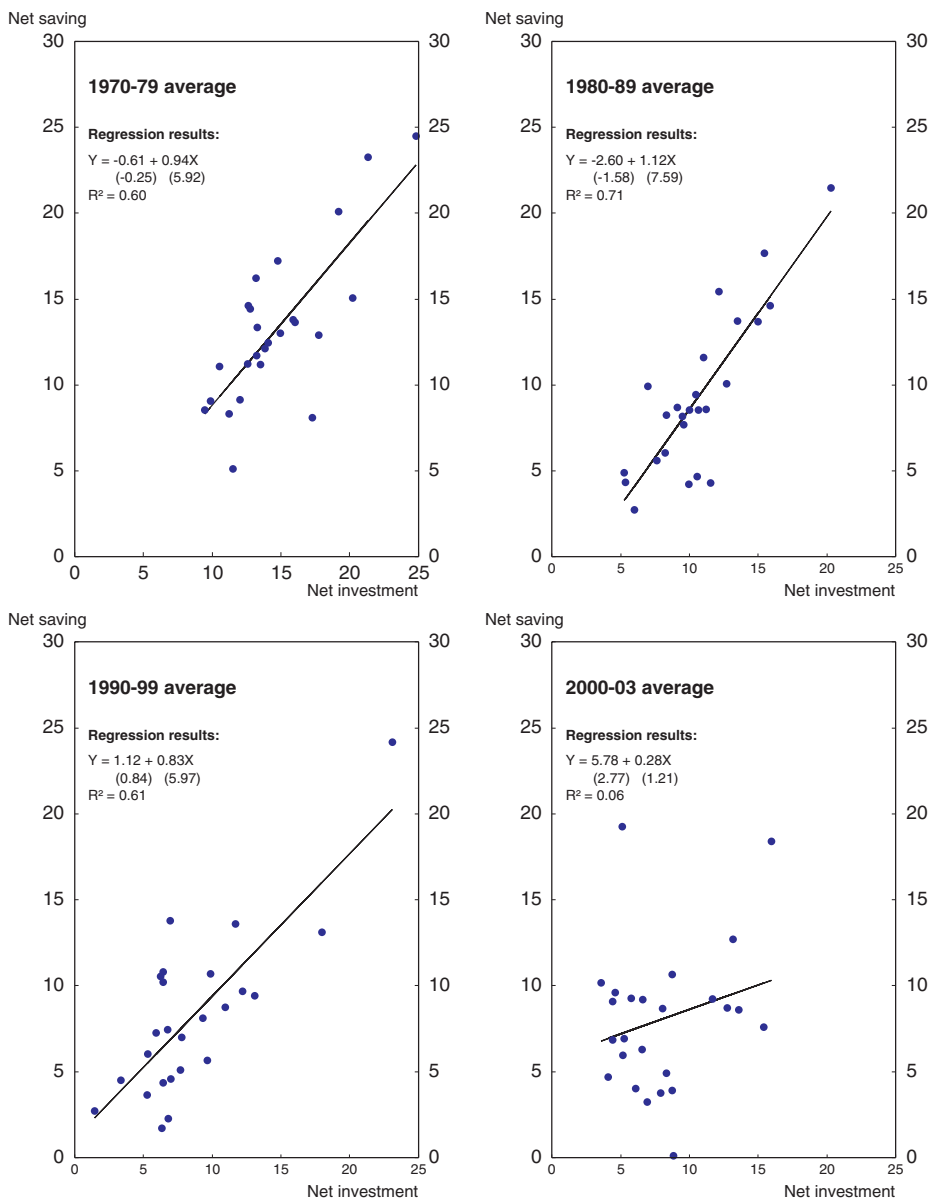 Net saving
30 30
1970-79 average
25 25
Regression results:
Y = -0.61 + 0.94X
(-0.25) (5.92)
R² = 0.60
20 20
15 15
10 10
5 5
0 0
0 5 10 15 20 25
Net investment
Net saving
30 30
1980-89 average
25 25
Regression results:
Y = -2.60 + 1.12X
(-1.58) (7.59)
R² = 0.71
20 20
15 15
10 10
5 5
0 0
0 5 10 15 20 25
Net investment
Net saving
30 30
1990-99 average
25 25
Regression results:
Y = 1.12 + 0.83X
(0.84) (5.97)
R² = 0.61
20 20
15 15
10 10
5 5
0 0
0 5 10 15 20 25
Net investment
Net saving
30 30
2000-03 average
25 25
Regression results:
Y = 5.78 + 0.28X
(2.77) (1.21)
R² = 0.06
20 20
15 15
10 10
5 5
0 0
0 5 10 15 20 25
Net investment